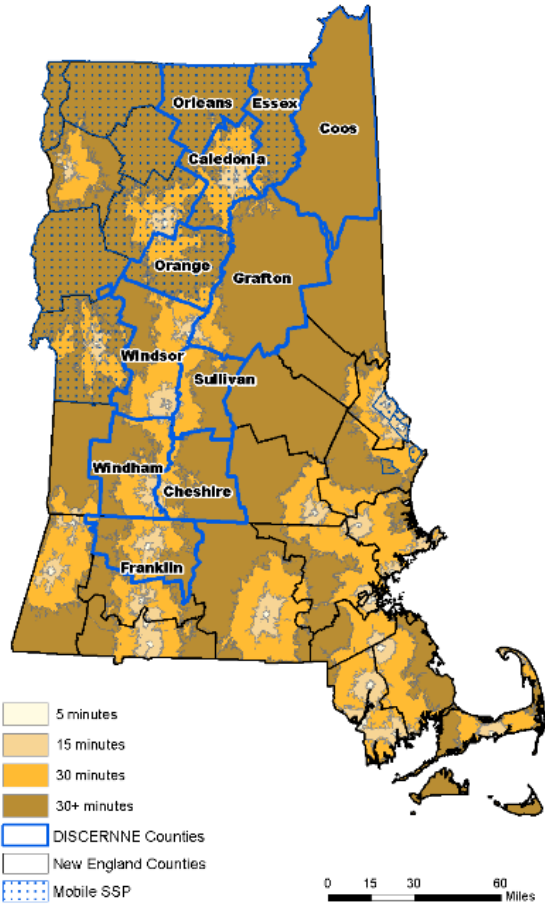 Orleans Essex
Coos
Caledonia
Orange
Grafton
Windsor
Sullivan
Windham
Cheshire
Franklin
5 minutes
15 minutes
30 minutes
30+ minutes
DISCERNNE Counties
New England Counties
Mobile SSP
0 15 30 60
Miles